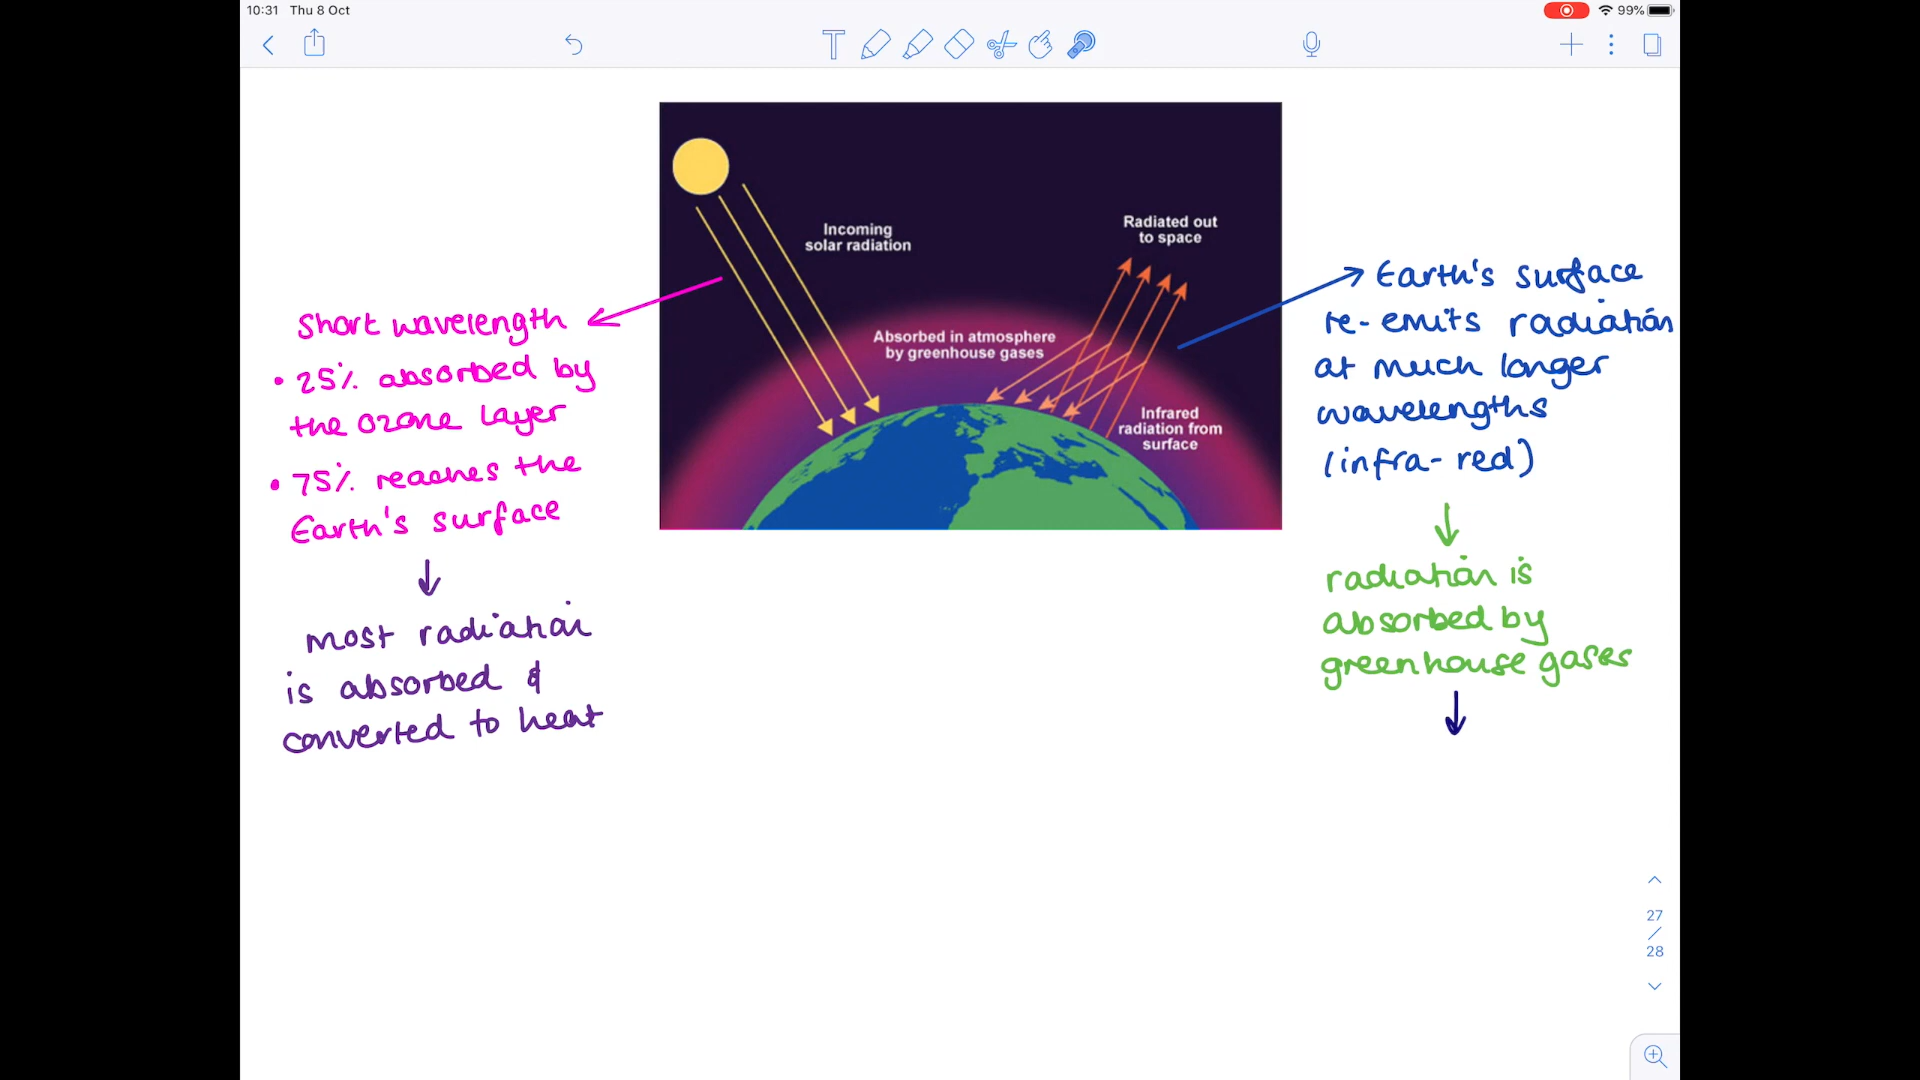 10:31 Thu 8 Oct
99%
T
Incoming
solar radiation
Radiated out
to space
Absorbed in atmosphere
by greenhouse gases
Infrared
radiation from
surface
Short wavelength
• 25% absorbed by
the ozone layer
• 75% reaches the
Earth's surface
most radiation
is absorbed &
converted to heat
Earth's surface
re-emits radiation
at much longer
wavelengths
(infra-red)
radiation is
absorbed by
greenhouse gases
27
/
28